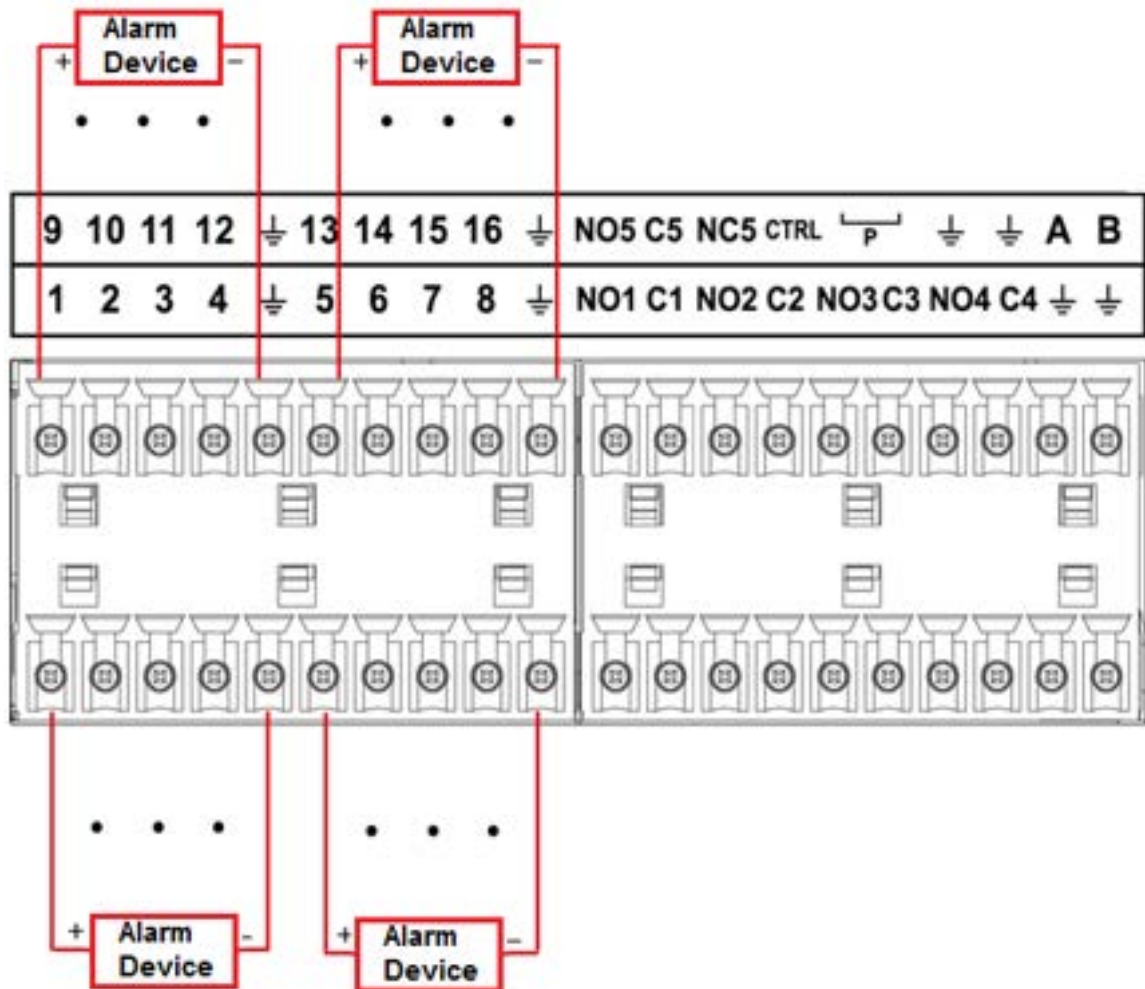 Alarm
Device
+
-
Alarm
Device
+
-
9 10 11 12 ⏚ 13 14 15 16 ⏚ NO5 C5 NC5 CTRL P ⏚ ⏚ A B
1 2 3 4 ⏚ 5 6 7 8 ⏚ NO1 C1 NO2 C2 NO3 C3 NO4 C4 ⏚ ⏚
+
Alarm
Device
-
+
Alarm
Device
-